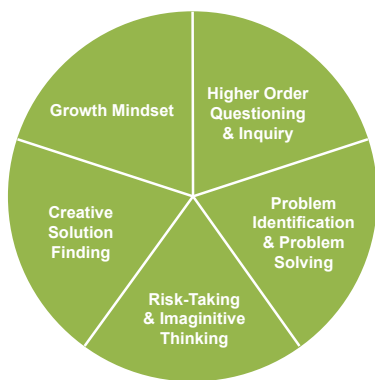 Growth Mindset
Higher Order
Questioning
& Inquiry
Problem
Identification
& Problem
Solving
Risk-Taking
& Imaginitive
Thinking
Creative
Solution
Finding